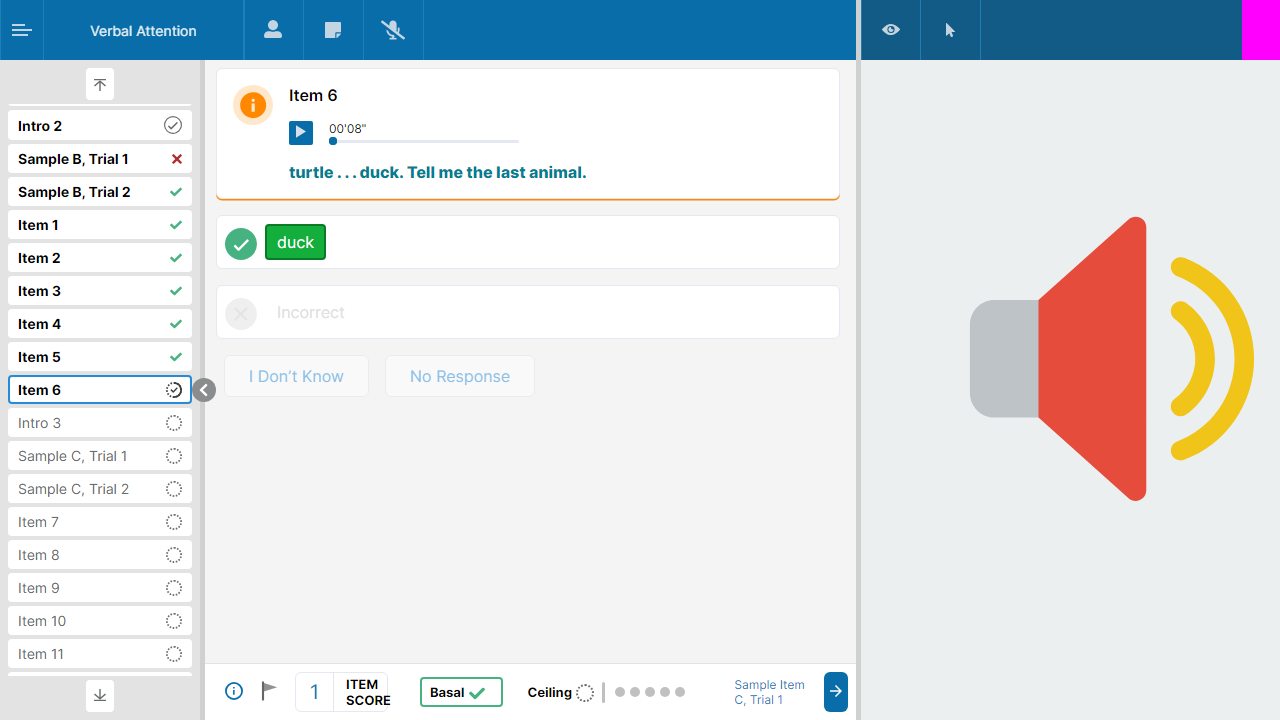 Verbal Attention
Intro 2
Sample B, Trial 1
Sample B, Trial 2
Item 1
Item 2
Item 3
Item 4
Item 5
Item 6
Intro 3
Sample C, Trial 1
Sample C, Trial 2
Item 7
Item 8
Item 9
Item 10
Item 11
Item 6
00'08"
turtle . . . duck. Tell me the last animal.
duck
Incorrect
I Don't Know
No Response
1
ITEM
SCORE
Basal
Ceiling
Sample Item
C, Trial 1